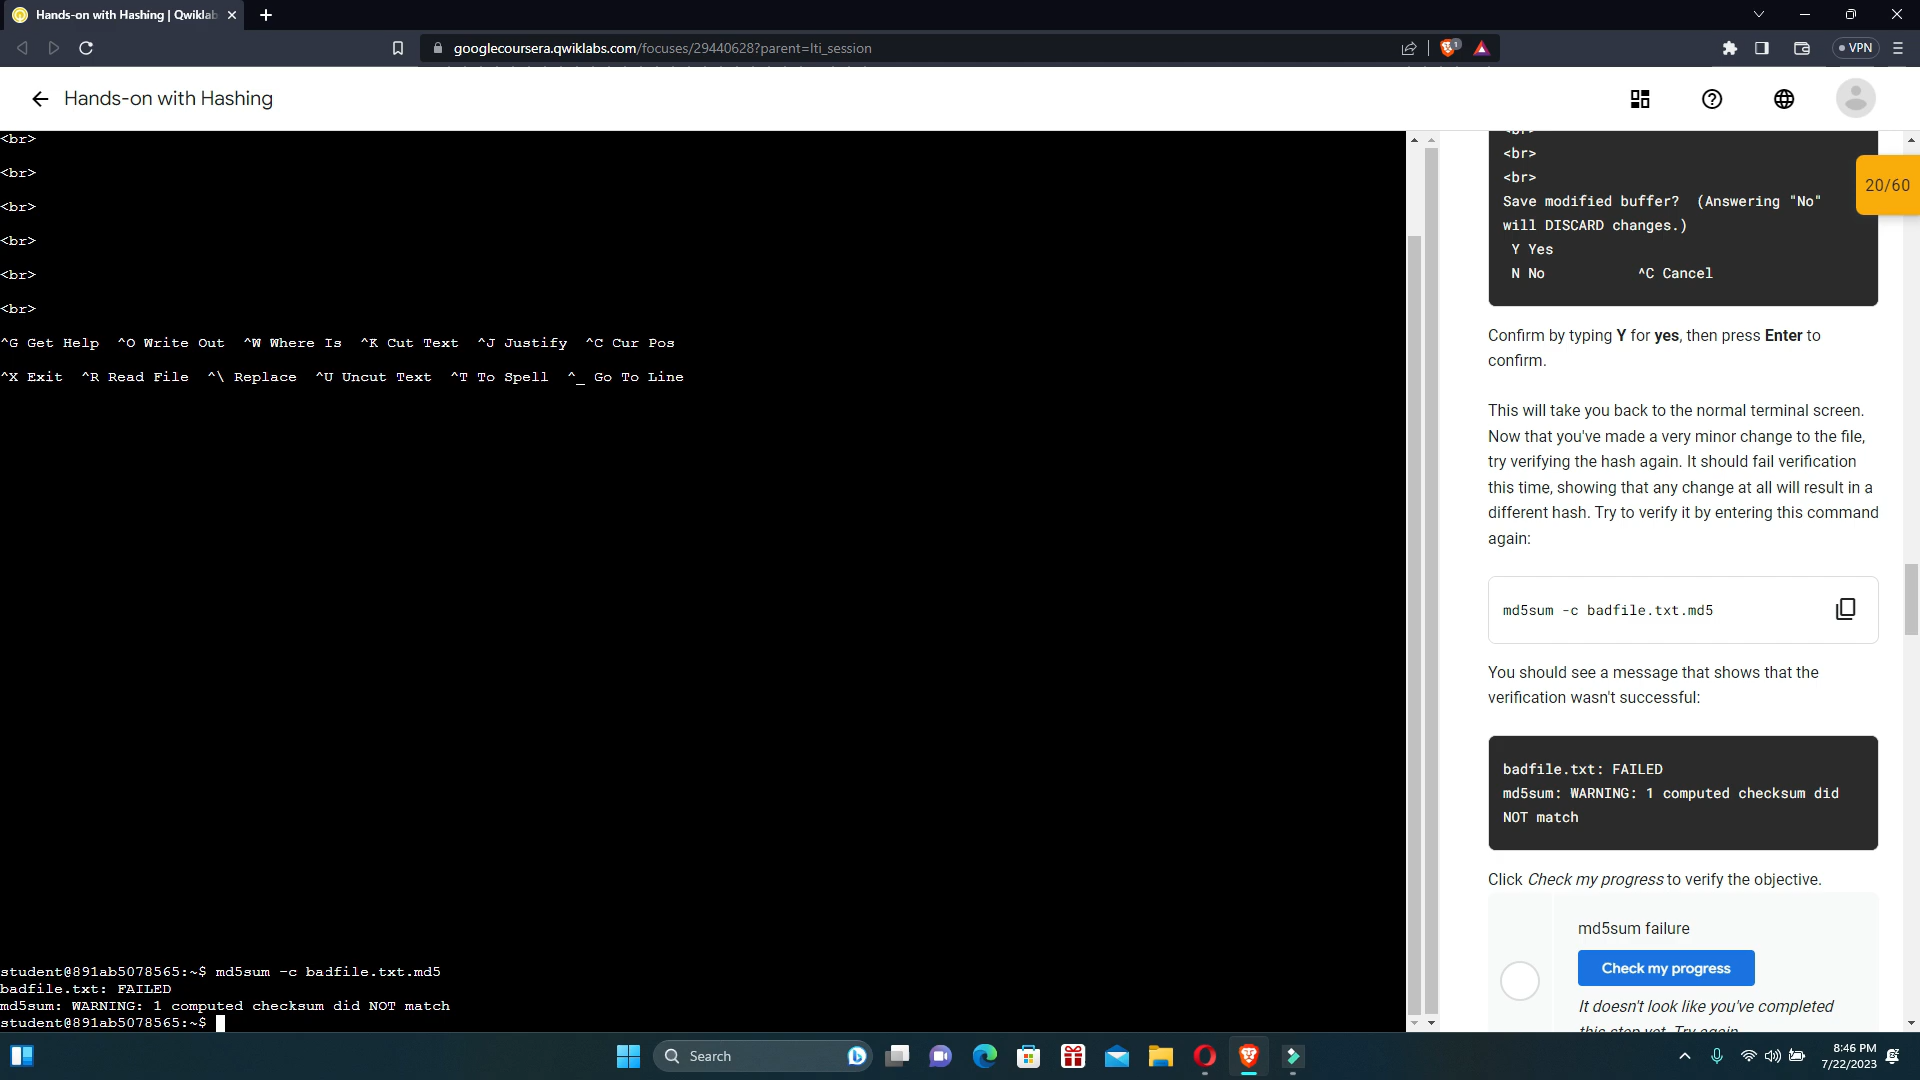 Hands-on with Hashing | Qwiklab
googlecoursera.qwiklabs.com/focuses/29440628?parent=lti_session
1
VPN
Hands-on with Hashing
<br>
<br>
<br>
<br>
<br>
<br>
^G Get Help  ^O Write Out  ^W Where Is  ^K Cut Text  ^J Justify  ^C Cur Pos
^X Exit  ^R Read File  ^\ Replace  ^U Uncut Text  ^T To Spell  ^_ Go To Line
student@891ab5078565:~$ md5sum -c badfile.txt.md5
badfile.txt: FAILED
md5sum: WARNING: 1 computed checksum did NOT match
student@891ab5078565:~$
<br>
<br>
<br>
Save modified buffer?  (Answering "No"
will DISCARD changes.)
Y Yes
N No           ^C Cancel
20/60
Confirm by typing Y for yes, then press Enter to
confirm.
This will take you back to the normal terminal screen.
Now that you've made a very minor change to the file,
try verifying the hash again. It should fail verification
this time, showing that any change at all will result in a
different hash. Try to verify it by entering this command
again:
md5sum -c badfile.txt.md5
You should see a message that shows that the
verification wasn't successful:
badfile.txt: FAILED
md5sum: WARNING: 1 computed checksum did
NOT match
Click Check my progress to verify the objective.
md5sum failure
Check my progress
It doesn't look like you've completed
this step yet. Try again
Search
8:46 PM
7/22/2023